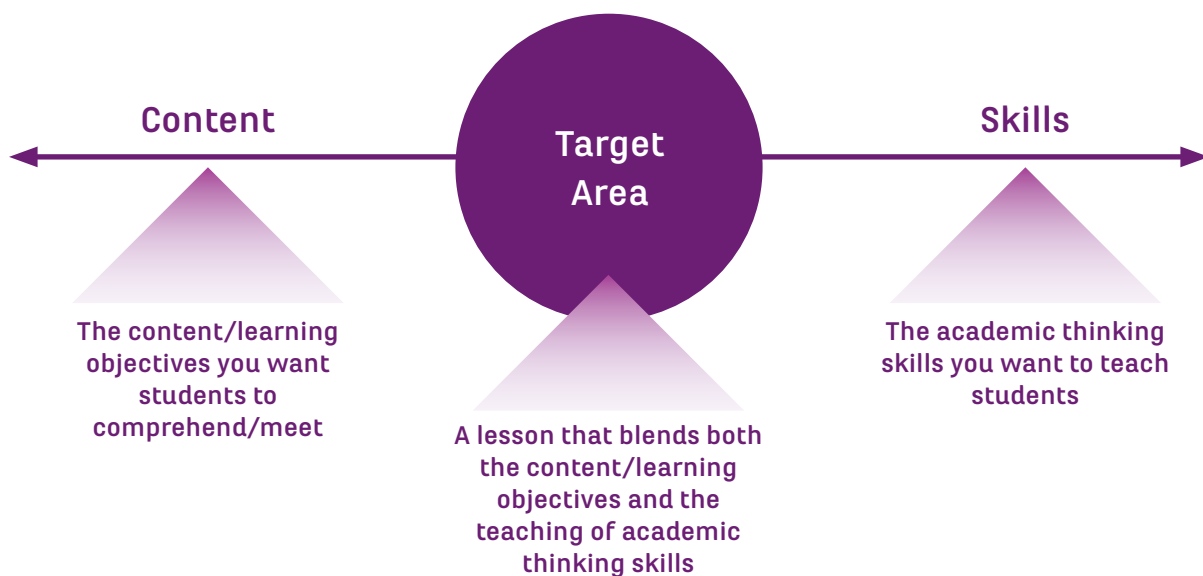 Content
Target
Area
Skills
The content/learning
objectives you want
students to
comprehend/meet
A lesson that blends both
the content/learning
objectives and the
teaching of academic
thinking skills
The academic thinking
skills you want to teach
students